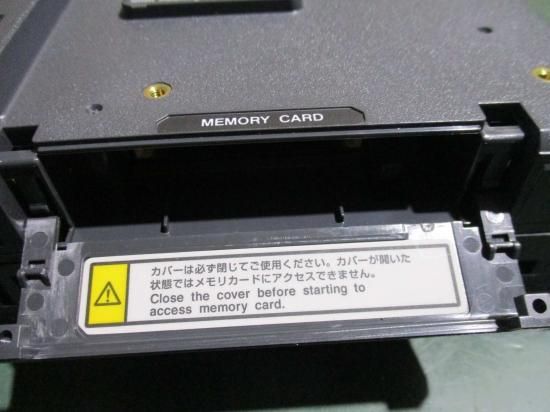 MEMORY CARD
カバーは必ず閉じてご使用ください。カバーが開いた
状態ではメモリカードにアクセスできません。
Close the cover before starting to
access memory card.